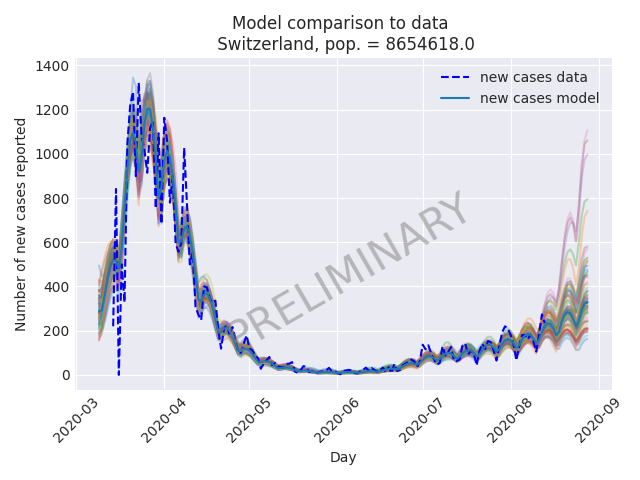 Model comparison to data
Switzerland, pop. = 8654618.0
new cases data
new cases model
Number of new cases reported
1400
1200
1000
800
600
400
200
0
PRELIMINARY
2020-03
2020-04
2020-05
2020-06
2020-07
2020-08
2020-09
Day